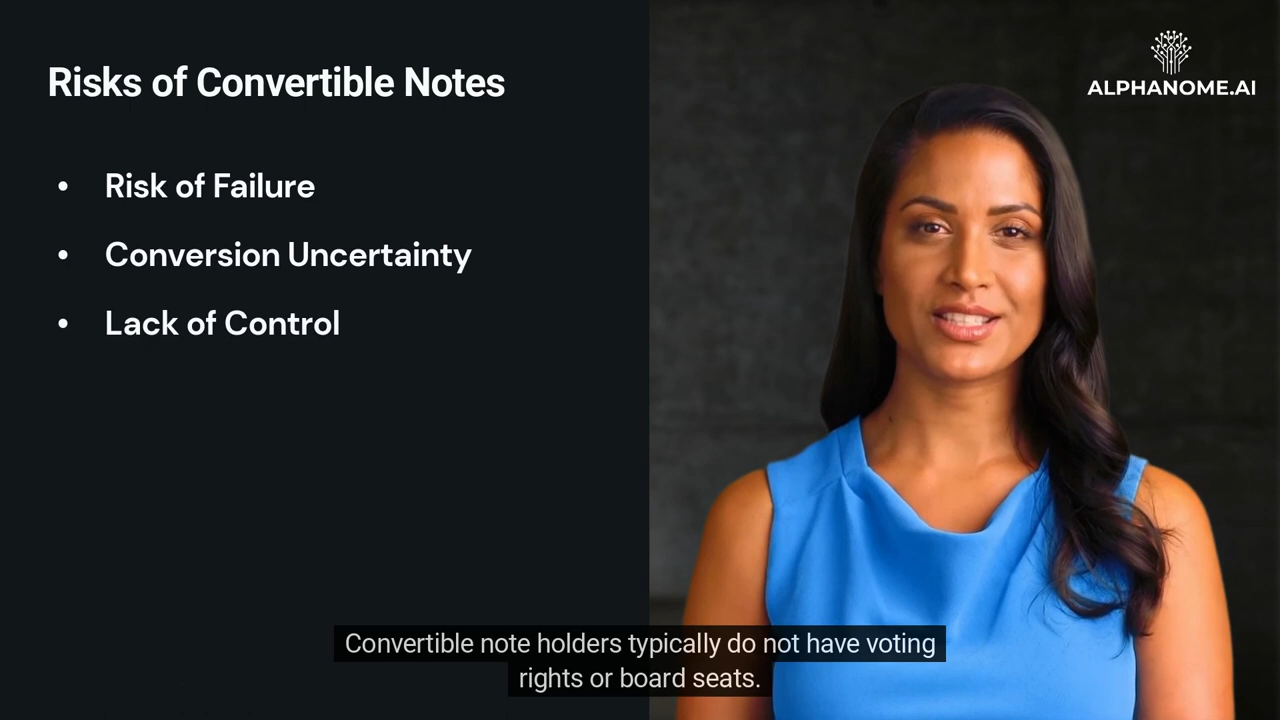 Risks of Convertible Notes
ALPHANOME.AI
• Risk of Failure
• Conversion Uncertainty
• Lack of Control
Convertible note holders typically do not have voting
rights or board seats.